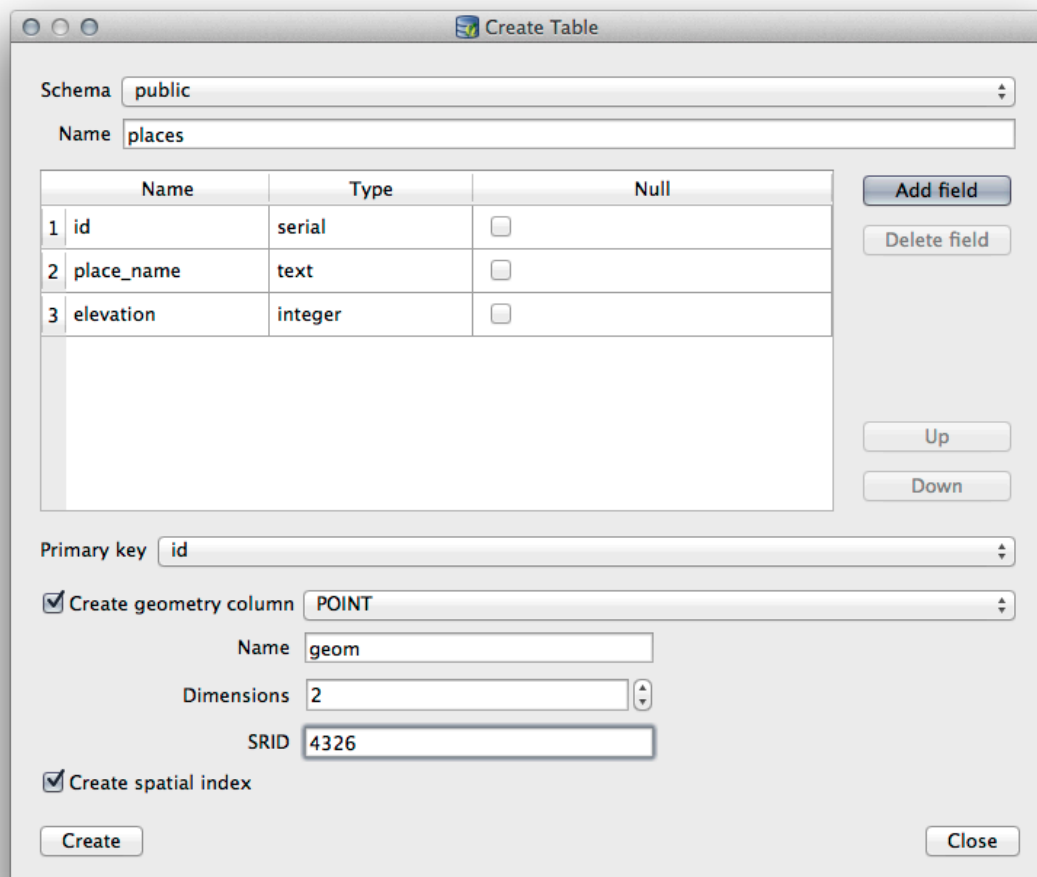 Create Table
Schema public
Name places
Name Type Null
Add field
1 id serial
Delete field
2 place_name text
3 elevation integer
Up
Down
Primary key id
Create geometry column POINT
Name geom
Dimensions 2
SRID 4326
Create spatial index
Create Close